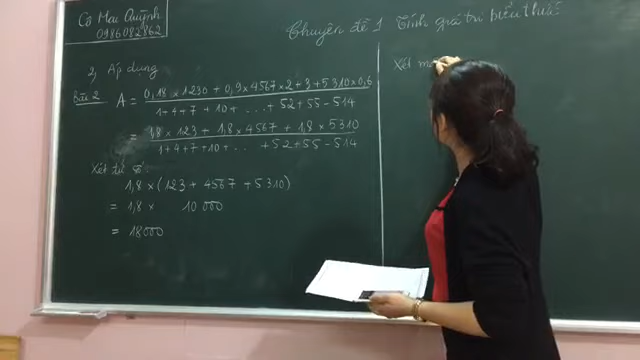 Cô Mai Quỳnh
0986082862
Chuyên đề 1 Tính giá trị biểu thức
2, Áp dụng
Bài 2 A = 0,18 x 1230 + 0,9 x 4567 x 2 + 3 x 5310 x 0,6
1 + 4 + 7 + 10 + ... + 52 + 55 - 514
= 1,8 x 123 + 1,8 x 4567 + 1,8 x 5310
1 + 4 + 7 + 10 + ... + 52 + 55 - 514
Xét tử số
1,8 x (123 + 4567 + 5310)
= 1,8 x 10 000
= 18000
Xét